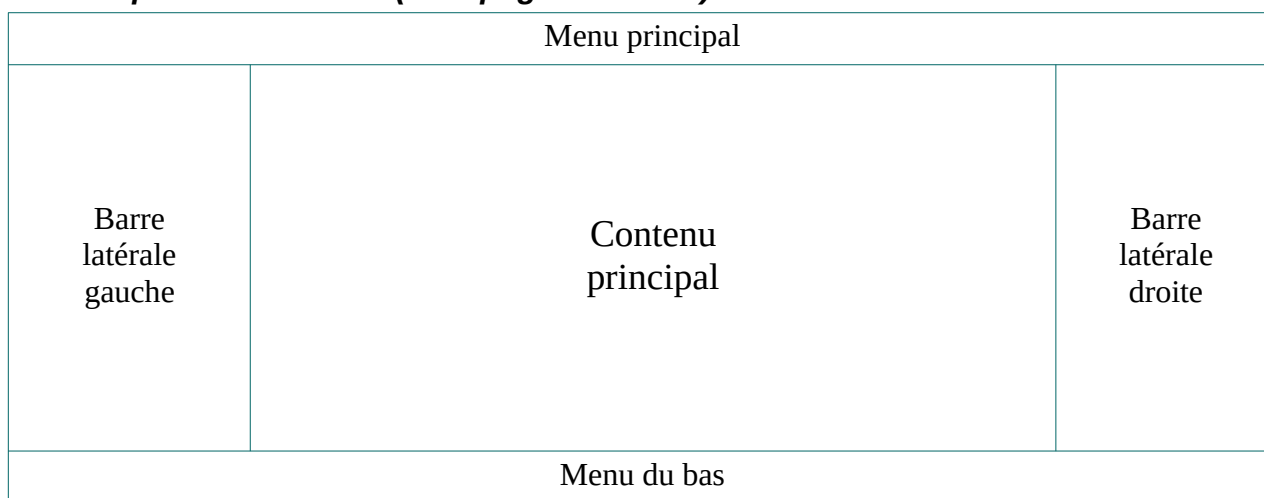 Menu principal
Barre
latérale
gauche
Contenu
principal
Barre
latérale
droite
Menu du bas